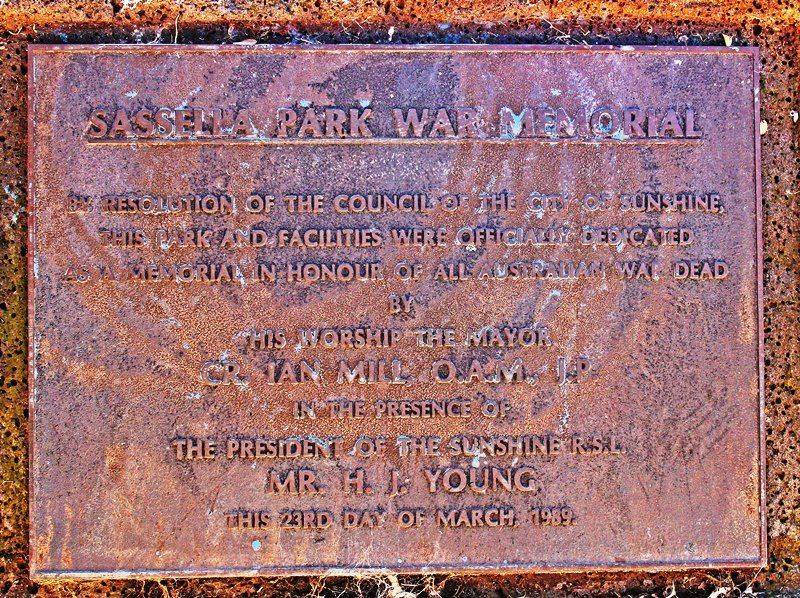 SASSELLA PARK WAR MEMORIAL
BY RESOLUTION OF THE COUNCIL OF THE CITY OF SUNSHINE,
THIS PARK AND FACILITIES WERE OFFICIALLY DEDICATED
AS A MEMORIAL IN HONOUR OF ALL AUSTRALIAN WAR DEAD
BY
HIS WORSHIP THE MAYOR
CR. IAN MILL, O.A.M., J.P.
IN THE PRESENCE OF
THE PRESIDENT OF THE SUNSHINE R.S.L.
MR. H. J. YOUNG
THIS 23RD DAY OF MARCH, 1989.